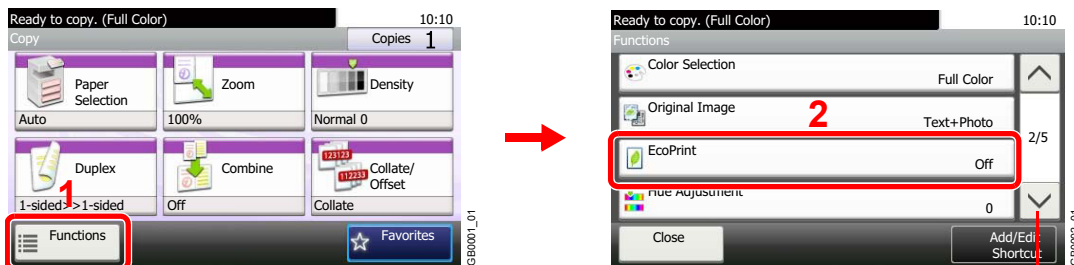 Ready to copy. (Full Color)
10:10
Copy
Copies 1
Paper
Selection
Auto
Zoom
100%
Density
Normal 0
Duplex
1-sided>>1-sided
Combine
Off
123123
112233
Collate/
Offset
Collate
1
Functions
Favorites
GB0001_01
Ready to copy. (Full Color)
10:10
Functions
Color Selection
Full Color
Original Image
Text+Photo
2
EcoPrint
Off
2/5
Hue Adjustment
0
Close
Add/Edit
Shortcut